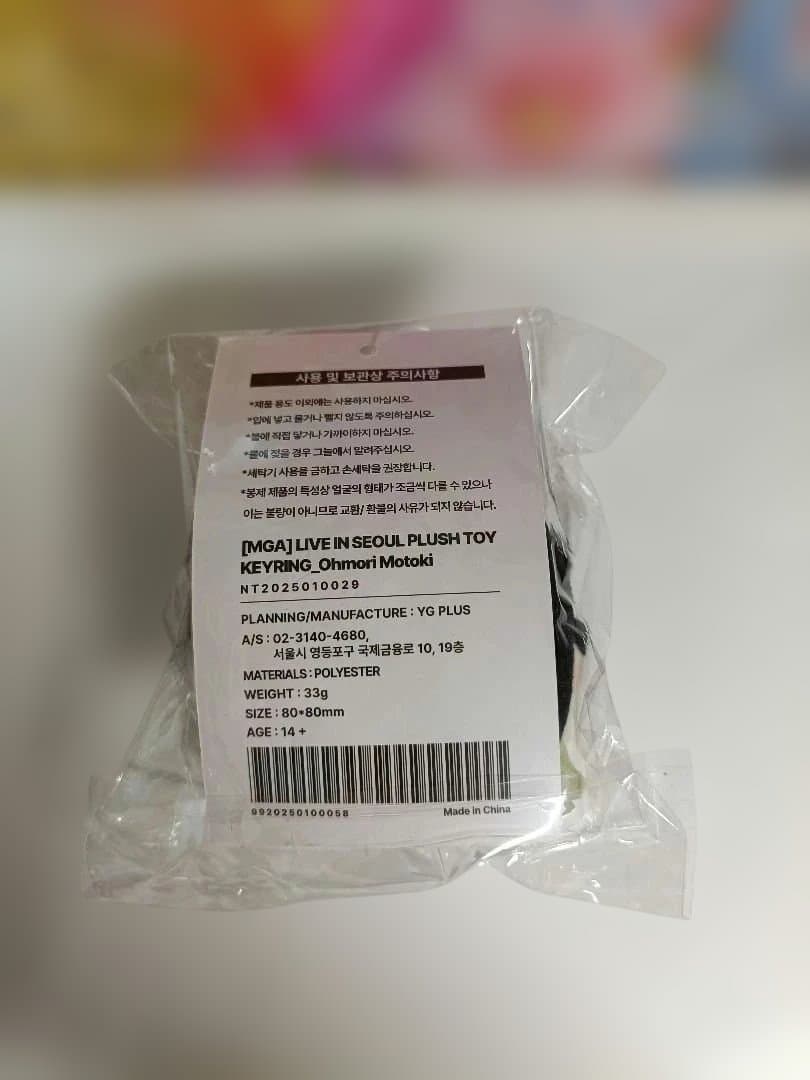 사용 및 보관상 주의사항
*제품 용도 이외에는 사용하지 마십시오.
*입에 넣고 물거나 빨지 않도록 주의하십시오.
*불에 직접 닿거나 가까이하지 마십시오.
*물에 젖을 경우 그늘에서 말려주십시오.
*세탁기 사용을 금하고 손세탁을 권장합니다.
*봉제 제품의 특성상 얼굴의 형태가 조금씩 다를 수 있으나
이는 불량이 아니므로 교환/ 환불의 사유가 되지 않습니다.
[MGA] LIVE IN SEOUL PLUSH TOY
KEYRING_Ohmori Motoki
NT2025010029
PLANNING/MANUFACTURE : YG PLUS
A/S : 02-3140-4680,
서울시 영등포구 국제금융로 10, 19층
MATERIALS : POLYESTER
WEIGHT : 33g
SIZE : 80*80mm
AGE : 14 +
9920250100058
Made in China